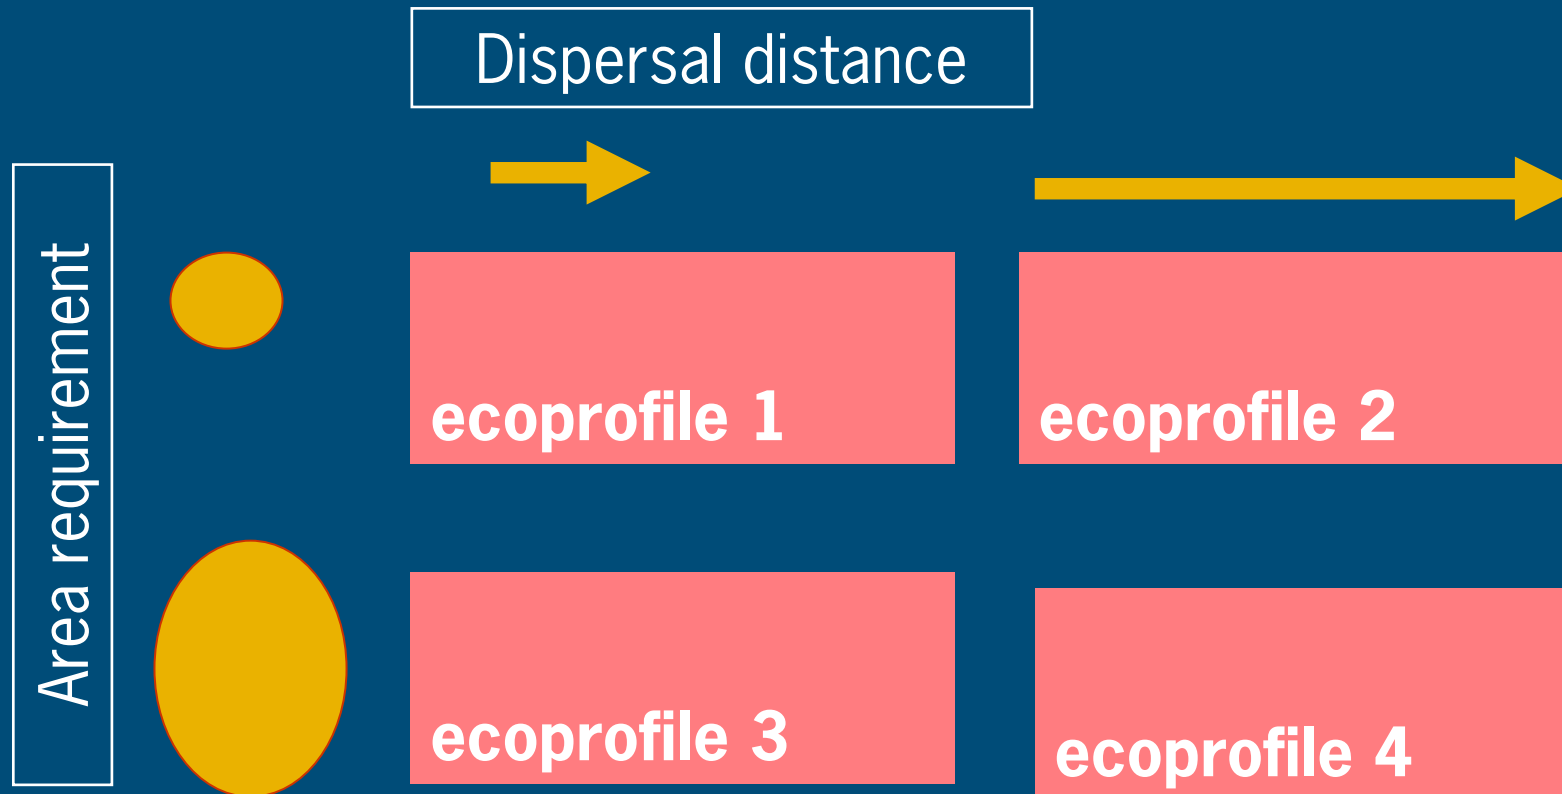 Dispersal distance
Area requirement
ecoprofile 1
ecoprofile 2
ecoprofile 3
ecoprofile 4